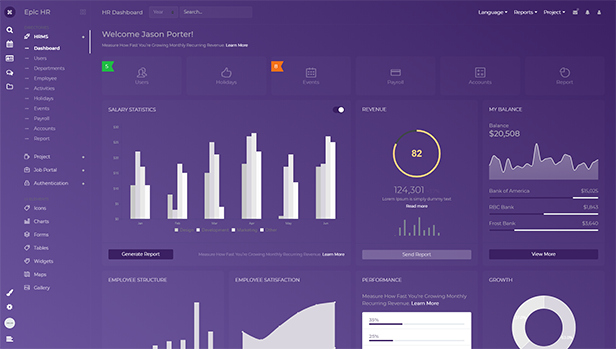 Epic HR
HR Dashboard
Year
Search...
Language
Reports
Project
HRMS
Dashboard
Users
Departments
Employee
Activities
Holidays
Events
Payroll
Accounts
Report
Project
Job Portal
Authentication
Icons
Charts
Forms
Tables
Widgets
Maps
Gallery
Welcome Jason Porter!
Measure How Fast You're Growing Monthly Recurring Revenue. Learn More
5
Users
Holidays
8
Events
Payroll
Accounts
Report
SALARY STATISTICS
Generate Report
Measure How Fast You're Growing Monthly Recurring Revenue. Learn More
REVENUE
82
124,301
Lorem Ipsum is simply dummy text
Read more
Send Report
MY BALANCE
Balance
$20,508
Bank of America
$15,025
RBC Bank
$1,843
Frost Bank
$3,640
View More
EMPLOYEE STRUCTURE
EMPLOYEE SATISFACTION
PERFORMANCE
Measure How Fast You're Growing Monthly
Recurring Revenue. Learn More
35%
25%
GROWTH